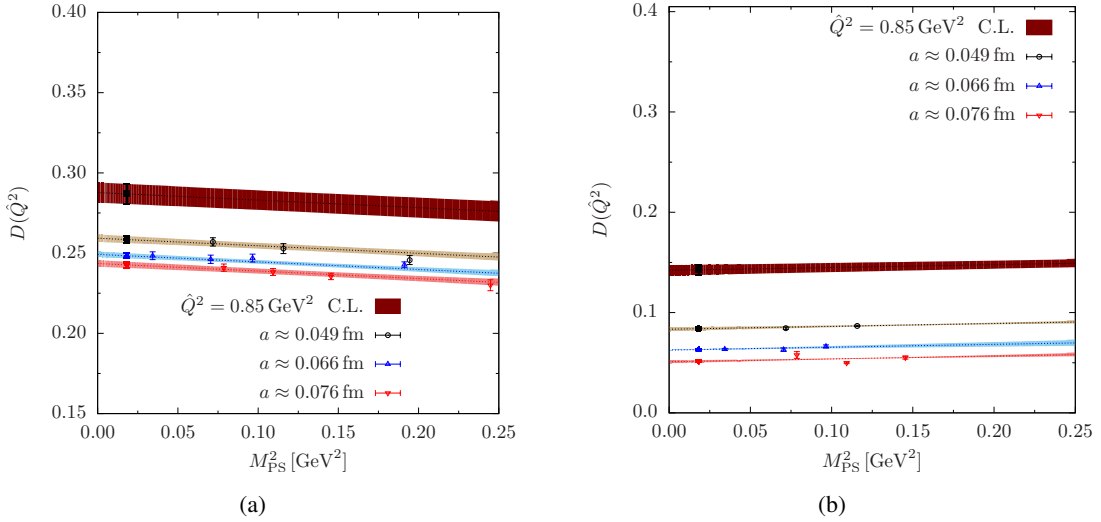 0.40
0.35
0.30
0.25
0.20
0.15
D(Q̂²)
Q̂² = 0.85 GeV² C.L.
a ≈ 0.049 fm
a ≈ 0.066 fm
a ≈ 0.076 fm
0.00 0.05 0.10 0.15 0.20 0.25
M²_PS [GeV²]
(a)
0.4
0.3
0.2
0.1
0.0
D(Q̂²)
Q̂² = 0.85 GeV² C.L.
a ≈ 0.049 fm
a ≈ 0.066 fm
a ≈ 0.076 fm
0.00 0.05 0.10 0.15 0.20 0.25
M²_PS [GeV²]
(b)